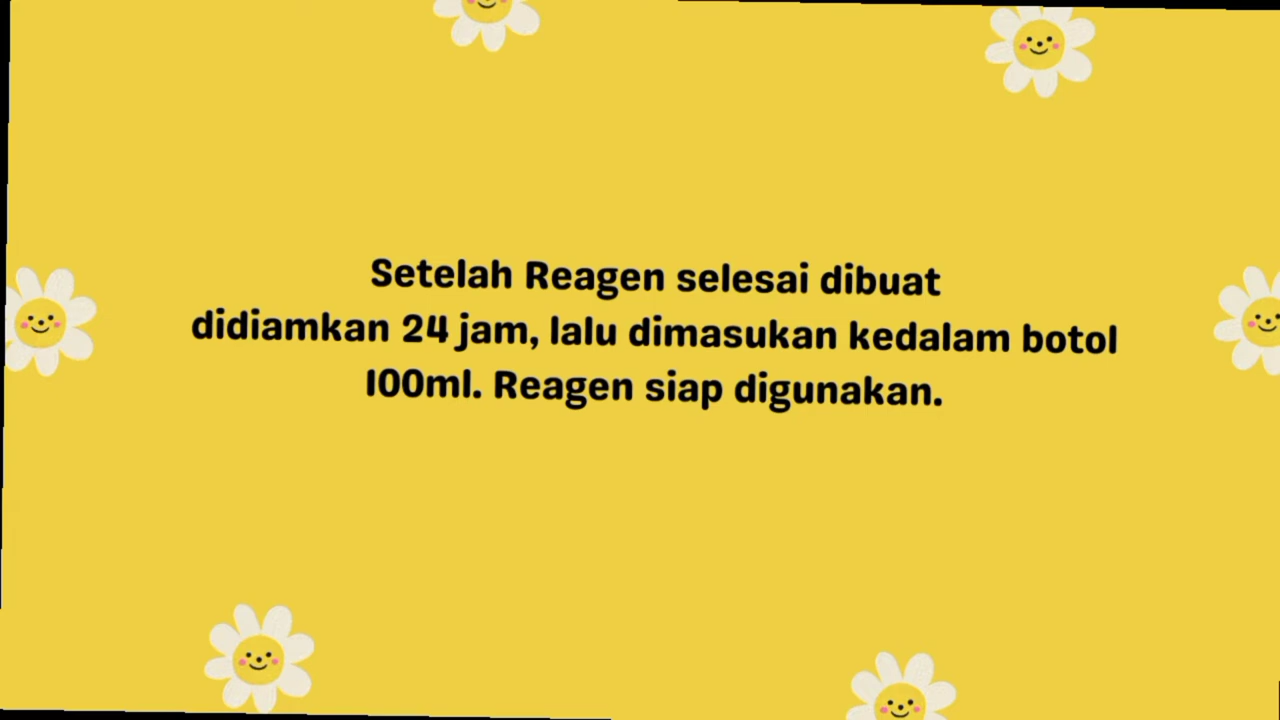 Setelah Reagen selesai dibuat
didiamkan 24 jam, lalu dimasukan kedalam botol
100ml. Reagen siap digunakan.